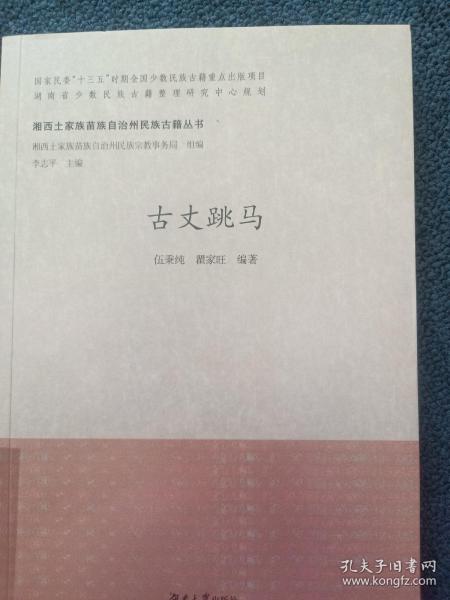 国家民委“十三五”时期全国少数民族古籍重点出版项目
湖南省少数民族古籍整理研究中心规划
湘西土家族苗族自治州民族古籍丛书
湘西土家族苗族自治州民族宗教事务局 组编
李志平 主编
古丈跳马
伍秉纯 瞿家旺 编著
孔夫子旧书网
www.kongfz.com